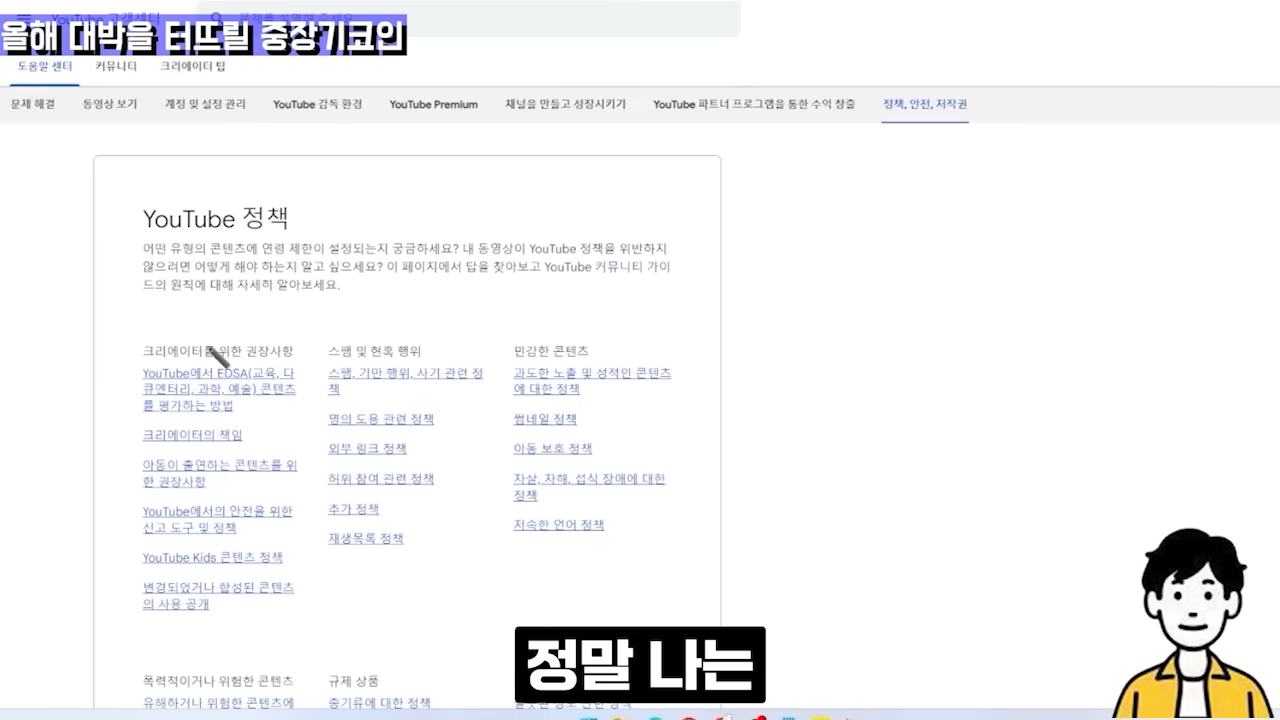 YouTube 고객센터
올해 대박을 터뜨릴 중장기코인
도움말 센터 커뮤니티 크리에이터 팁
문제 해결 동영상 보기 계정 및 설정 관리 YouTube 감독 환경 YouTube Premium 채널을 만들고 성장시키기 YouTube 파트너 프로그램을 통한 수익 창출 정책, 안전, 저작권
YouTube 정책
어떤 유형의 콘텐츠에 연령 제한이 설정되는지 궁금하세요? 내 동영상이 YouTube 정책을 위반하지
않으려면 어떻게 해야 하는지 알고 싶으세요? 이 페이지에서 답을 찾아보고 YouTube 커뮤니티 가이
드의 원칙에 대해 자세히 알아보세요.
크리에이터를 위한 권장사항
YouTube에서 EDSA(교육, 다
큐멘터리, 과학, 예술) 콘텐츠
를 평가하는 방법
크리에이터의 책임
아동이 출연하는 콘텐츠를 위
한 권장사항
YouTube에서의 안전을 위한
신고 도구 및 정책
YouTube Kids 콘텐츠 정책
변경되었거나 합성된 콘텐츠
의 사용 공개
스팸 및 현혹 행위
스팸, 기만 행위, 사기 관련 정
책
명의 도용 관련 정책
외부 링크 정책
허위 참여 관련 정책
추가 정책
재생목록 정책
민감한 콘텐츠
과도한 노출 및 성적인 콘텐츠
에 대한 정책
썸네일 정책
아동 보호 정책
자살, 자해, 섭식 장애에 대한
정책
저속한 언어 정책
폭력적이거나 위험한 콘텐츠
유해하거나 위험한 콘텐츠에
규제 상품
총기류에 대한 정책
정말 나는